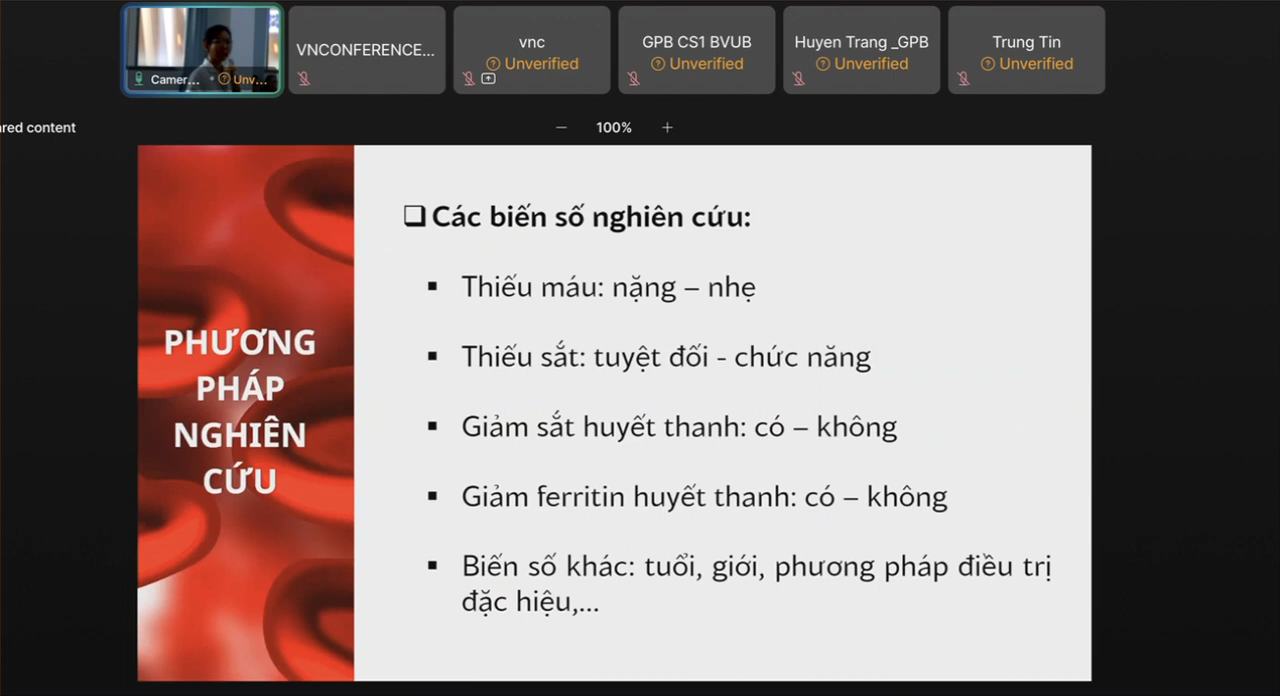 Camer... • Unv...
VNCONFERENCE...
vnc
Unverified
GPB CS1 BVUB
Unverified
Huyen Trang _GPB
Unverified
Trung Tin
Unverified
ared content
− 100% +
PHƯƠNG
PHÁP
NGHIÊN
CỨU
❑ Các biến số nghiên cứu:
▪ Thiếu máu: nặng – nhẹ
▪ Thiếu sắt: tuyệt đối - chức năng
▪ Giảm sắt huyết thanh: có – không
▪ Giảm ferritin huyết thanh: có – không
▪ Biến số khác: tuổi, giới, phương pháp điều trị
đặc hiệu,...